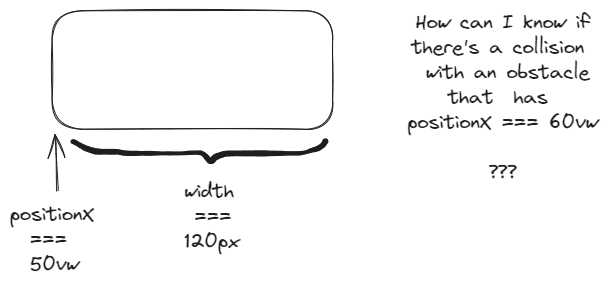 How can I know if
there's a collision
with an obstacle
that has
positionX === 60vw
???
width
===
120px
positionX
===
50vw